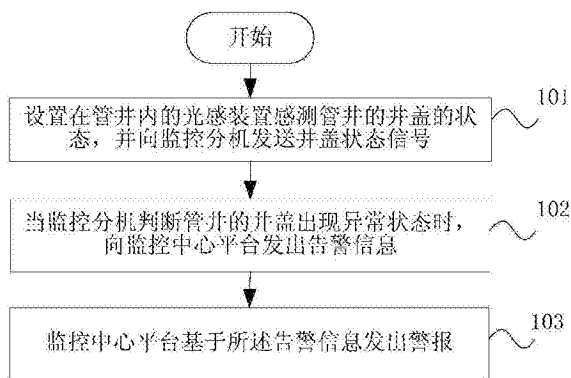 开始
设置在管井内的光感装置感测管井的井盖的状
态，并向监控分机发送井盖状态信号
101
当监控分机判断管井的井盖出现异常状态时，
向监控中心平台发出告警信息
102
监控中心平台基于所述告警信息发出警报
103